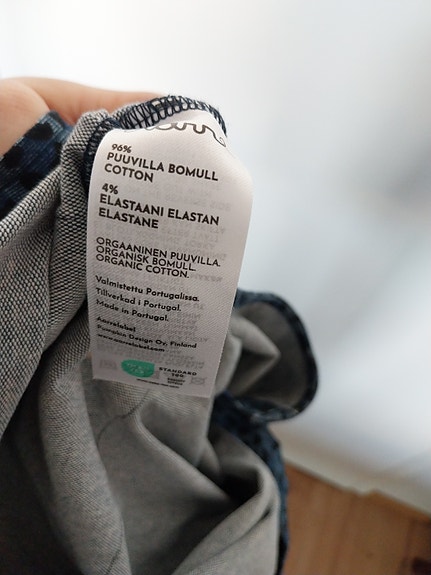 96%
PUUVILLA BOMULL
COTTON
4%
ELASTAANI ELASTAN
ELASTANE
ORGAANINEN PUUVILLA.
ORGANISK BOMULL.
ORGANIC COTTON.
Valmistettu Portugalissa.
Tillverkad i Portugal.
Made in Portugal.
Aarrelabel
Pumpkin Design Oy, Finland
www.aarrelabel.com
STANDARD
100